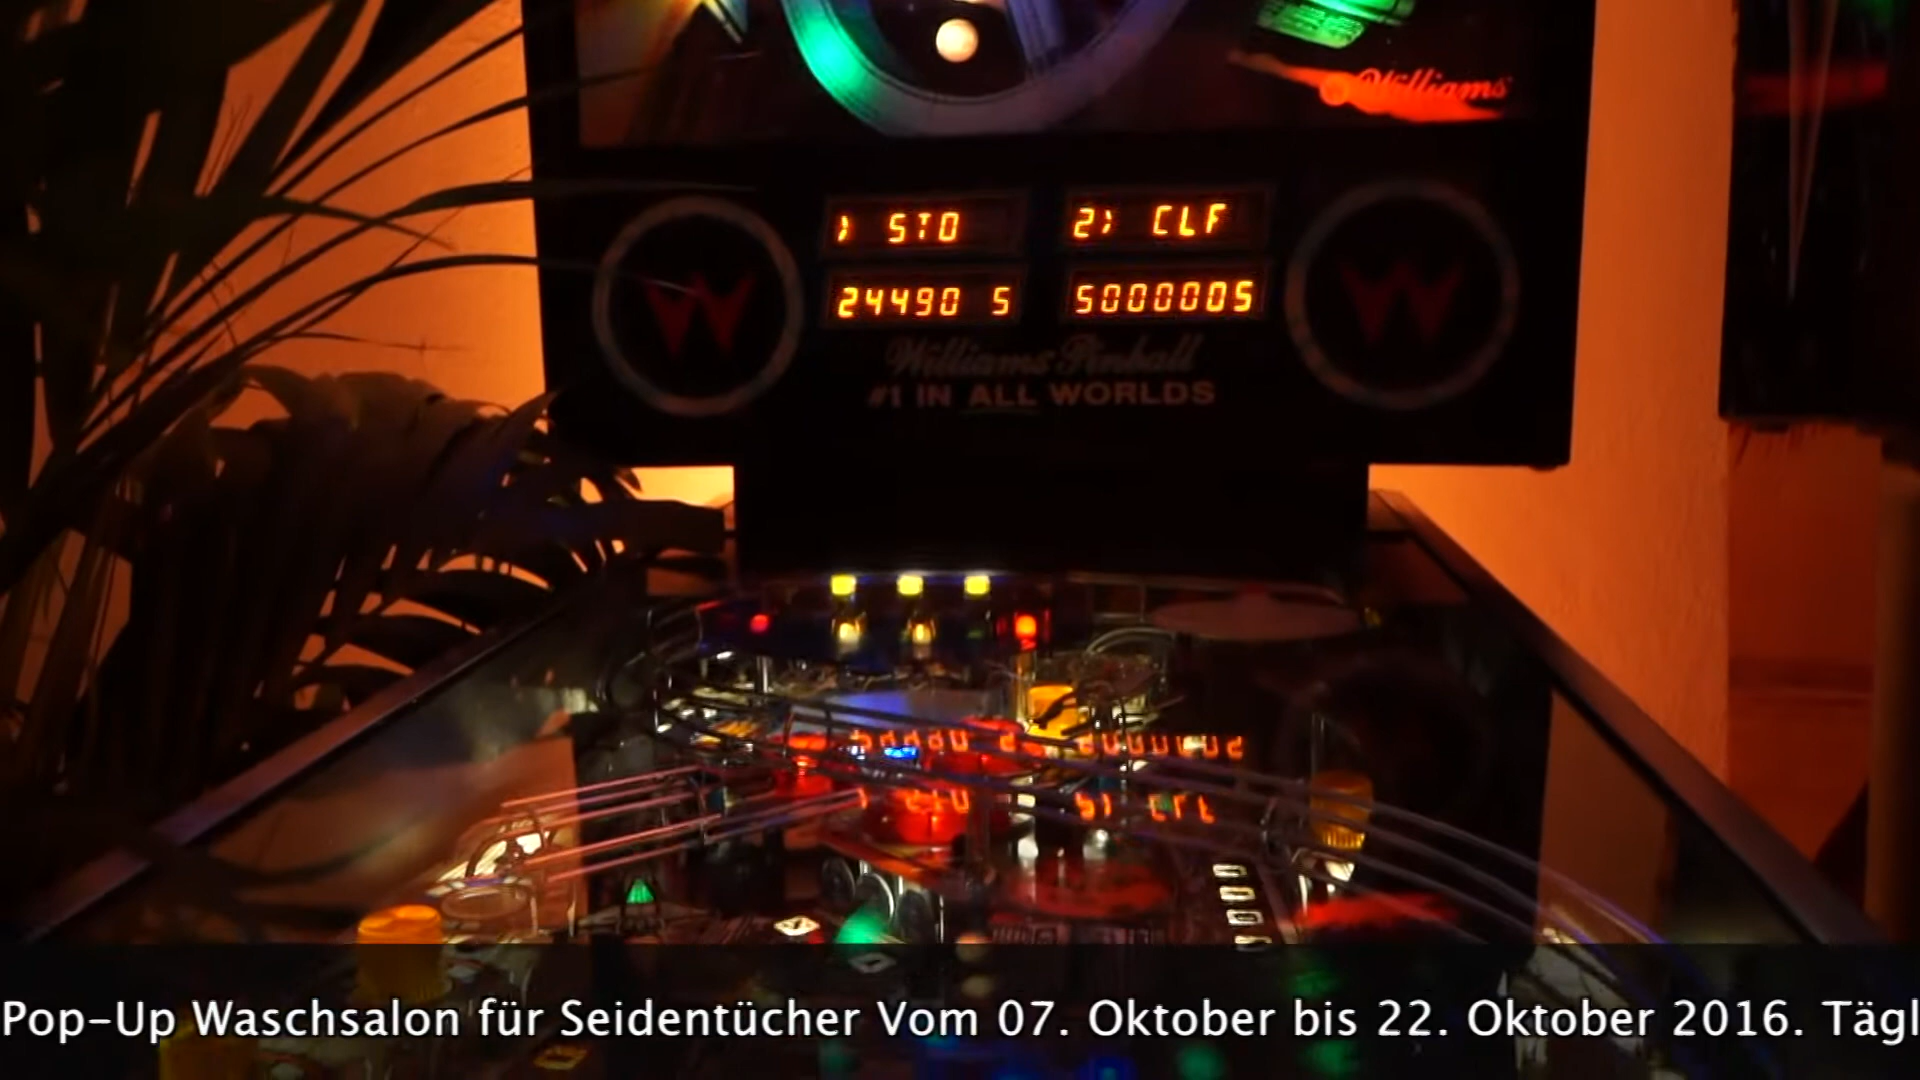 Williams
1) STO
2) CLF
24490 5
5000005
Williams Pinball
#1 IN ALL WORLDS
Pop-Up Waschsalon für Seidentücher Vom 07. Oktober bis 22. Oktober 2016. Tägl